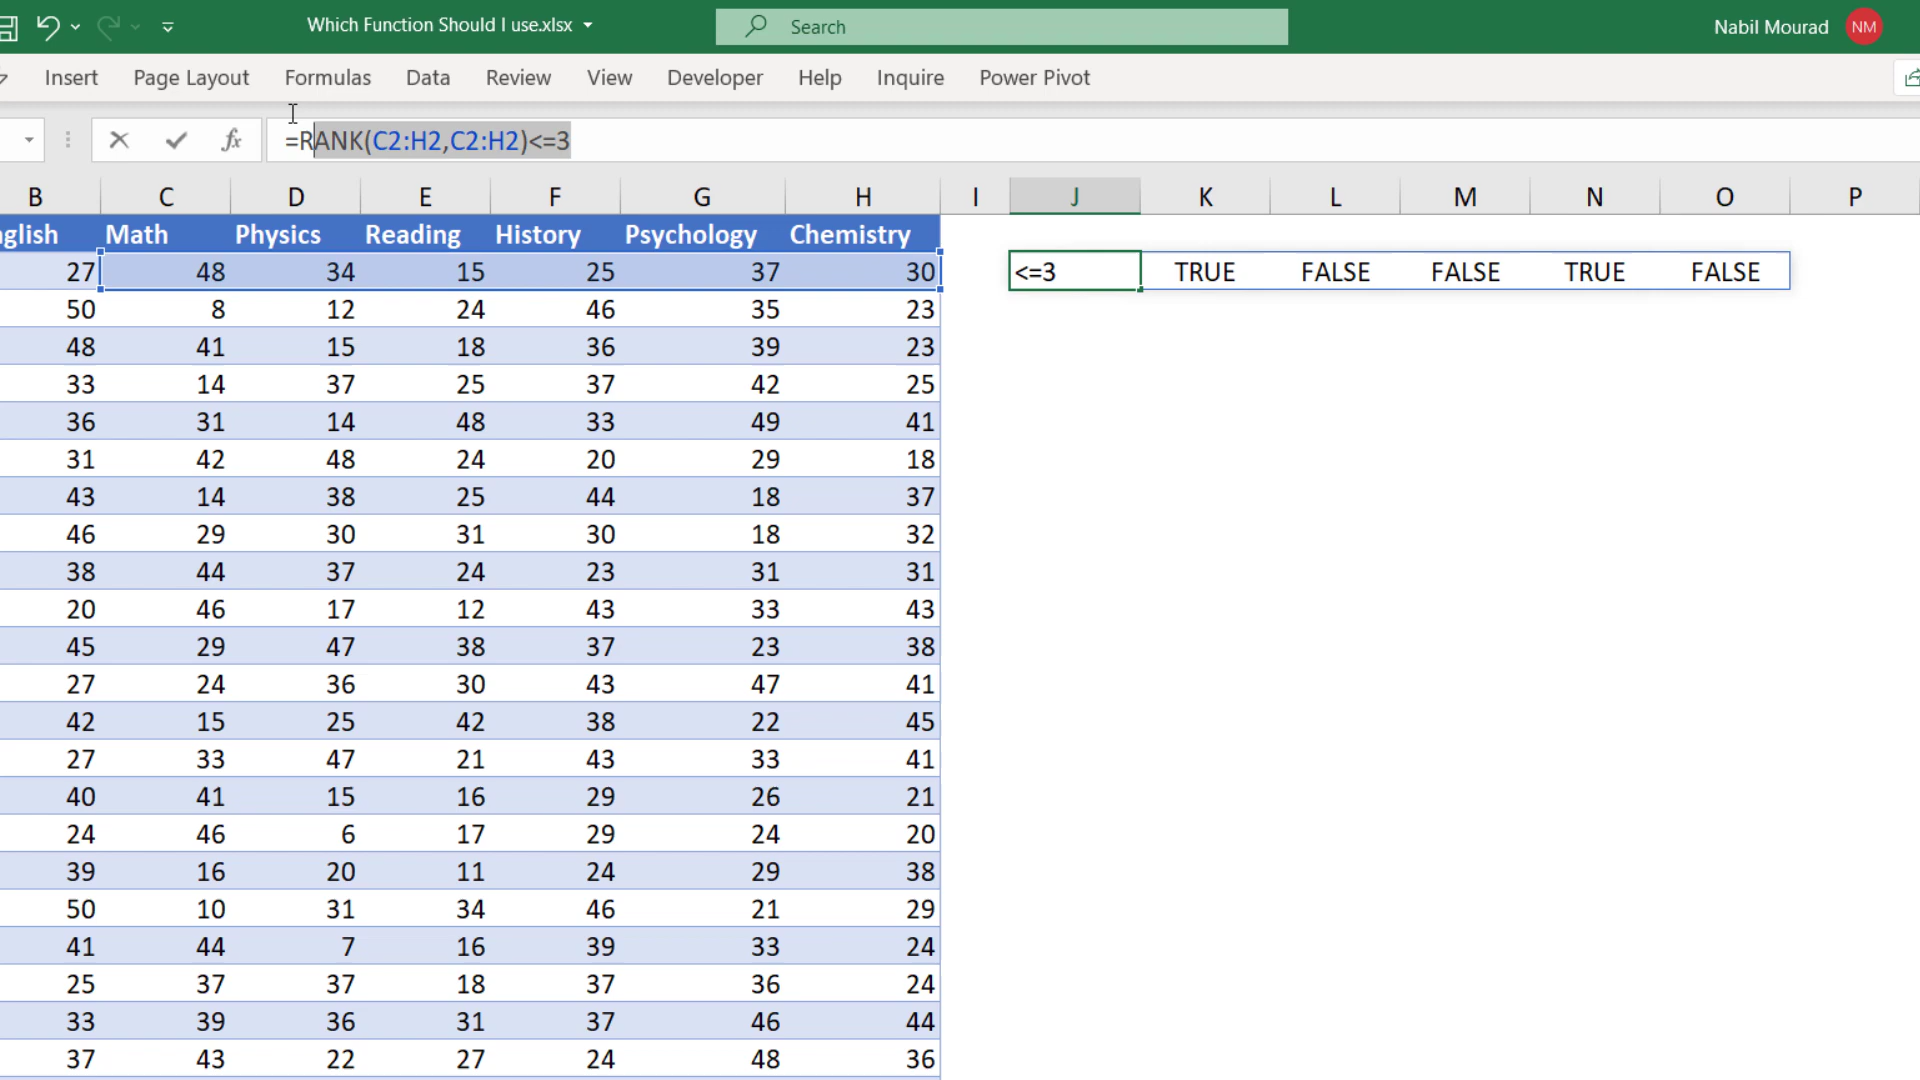 Which Function Should I use.xlsx
Search
Nabil Mourad NM
Insert Page Layout Formulas Data Review View Developer Help Inquire Power Pivot
fx =RANK(C2:H2,C2:H2)<=3
B C D E F G H I J K L M N O P
glish Math Physics Reading History Psychology Chemistry
27 48 34 15 25 37 30 <=3 TRUE FALSE FALSE TRUE FALSE
50 8 12 24 46 35 23
48 41 15 18 36 39 23
33 14 37 25 37 42 25
36 31 14 48 33 49 41
31 42 48 24 20 29 18
43 14 38 25 44 18 37
46 29 30 31 30 18 32
38 44 37 24 23 31 31
20 46 17 12 43 33 43
45 29 47 38 37 23 38
27 24 36 30 43 47 41
42 15 25 42 38 22 45
27 33 47 21 43 33 41
40 41 15 16 29 26 21
24 46 6 17 29 24 20
39 16 20 11 24 29 38
50 10 31 34 46 21 29
41 44 7 16 39 33 24
25 37 37 18 37 36 24
33 39 36 31 37 46 44
37 43 22 27 24 48 36